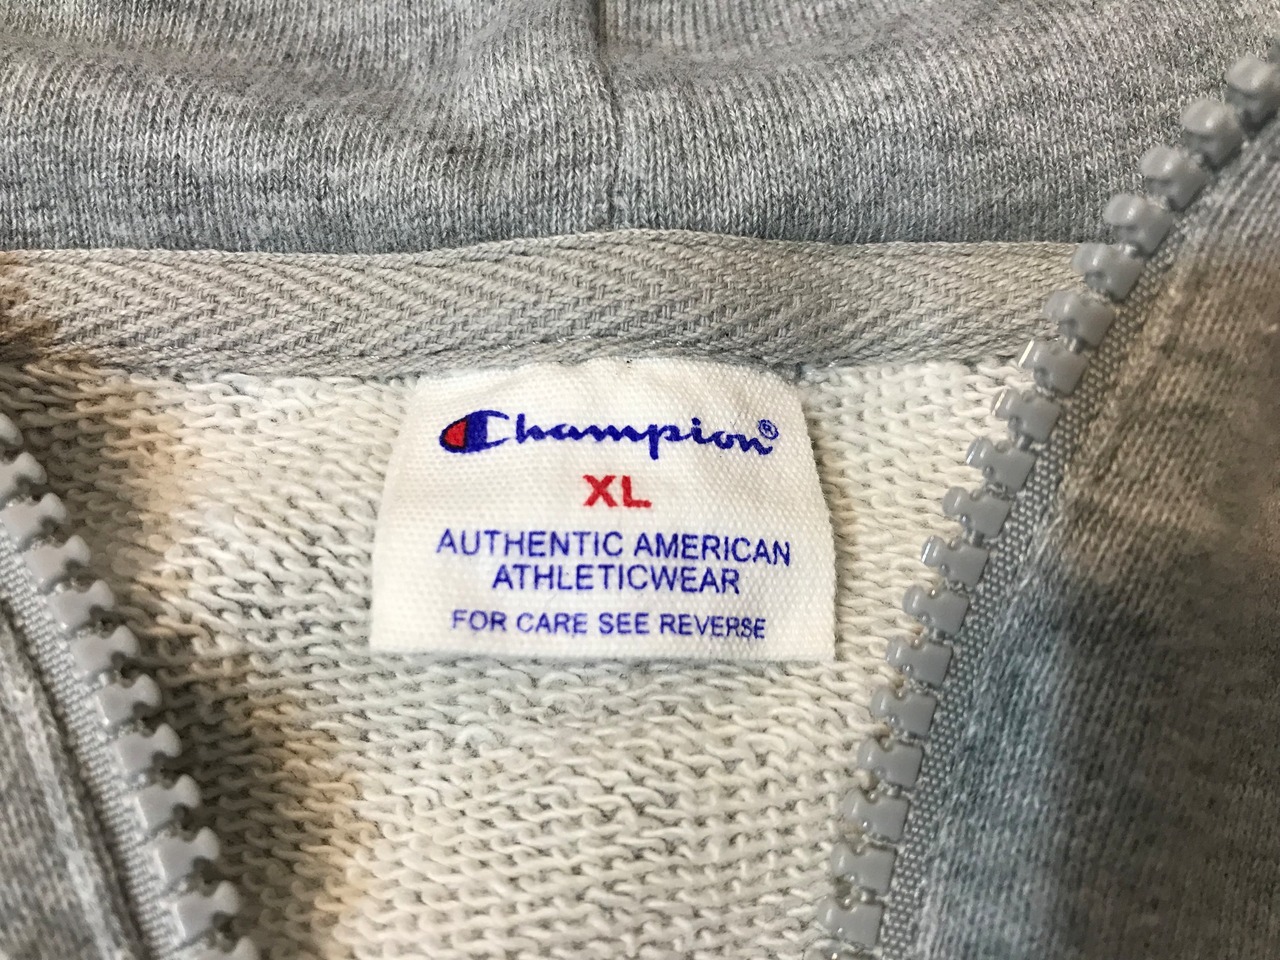 Champion®
XL
AUTHENTIC AMERICAN
ATHLETICWEAR
FOR CARE SEE REVERSE